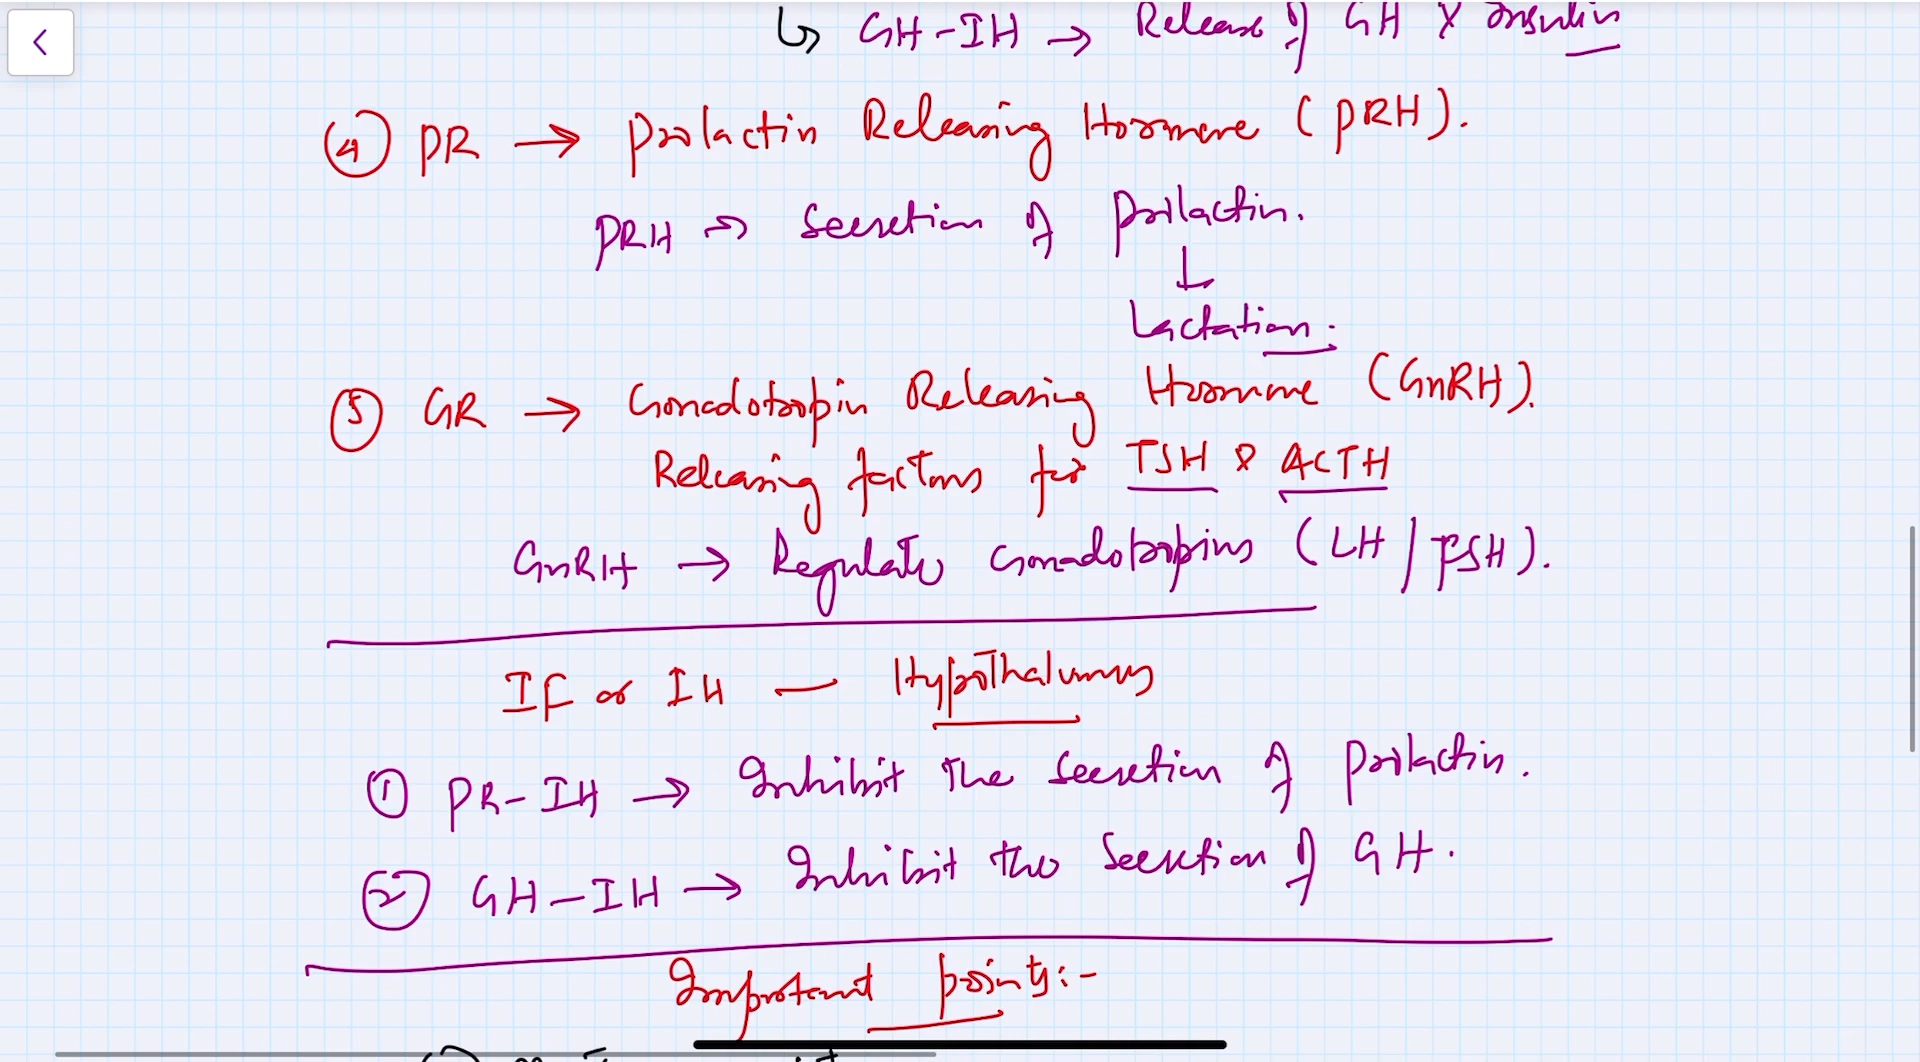 ↳ GH-IH → Release of GH & Insulin
④ PR → Prolactin Releasing Hormone (PRH).
PRH → Secretion of Prolactin.
↓
Lactation.
⑤ GR → Gonadotropin Releasing Hormone (GnRH).
Releasing factors for TSH & ACTH
GnRH → Regulate Gonadotropins (LH / FSH).
IF or IH — Hypothalamus
① PR-IH → Inhibit the Secretion of Prolactin.
② GH-IH → Inhibit the Secretion of GH.
Important points:-